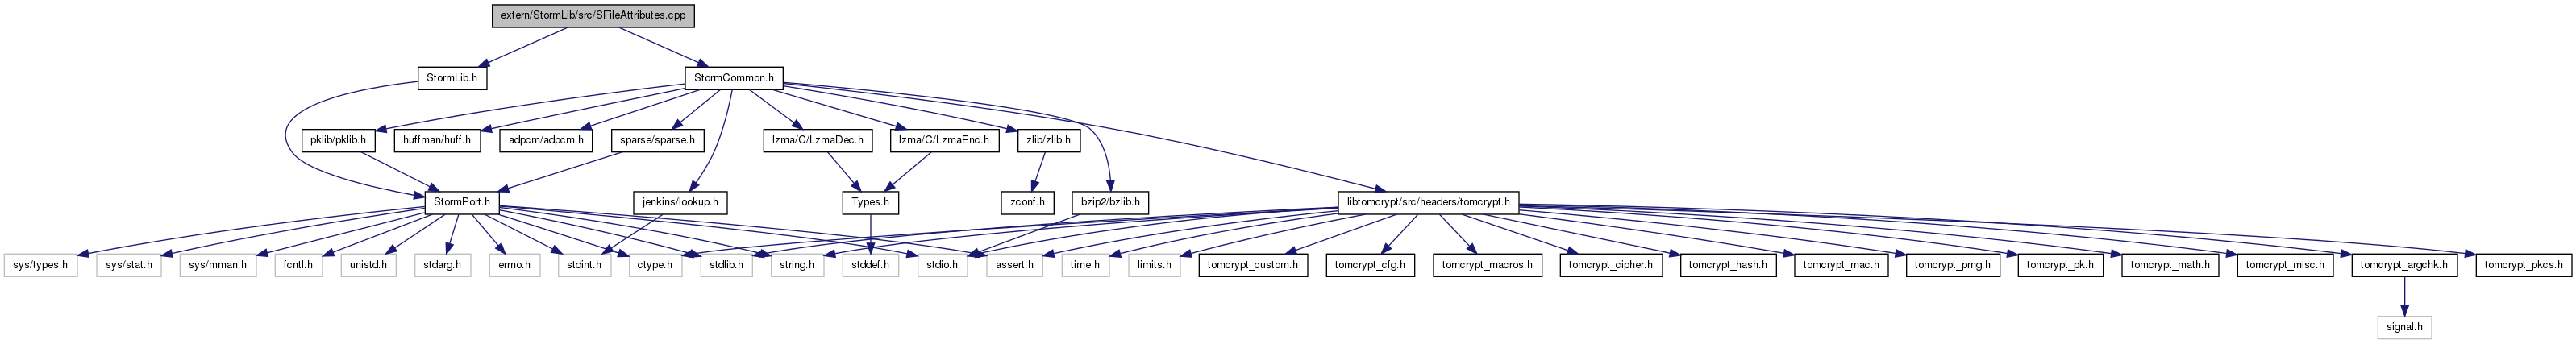 extern/StormLib/src/SFileAttributes.cpp
StormLib.h
StormCommon.h
pklib/pklib.h
huffman/huff.h
adpcm/adpcm.h
sparse/sparse.h
lzma/C/LzmaDec.h
lzma/C/LzmaEnc.h
zlib/zlib.h
StormPort.h
jenkins/lookup.h
Types.h
zconf.h
bzip2/bzlib.h
libtomcrypt/src/headers/tomcrypt.h
sys/types.h
sys/stat.h
sys/mman.h
fcntl.h
unistd.h
stdarg.h
errno.h
stdint.h
ctype.h
stdlib.h
string.h
stddef.h
stdio.h
assert.h
time.h
limits.h
tomcrypt_custom.h
tomcrypt_cfg.h
tomcrypt_macros.h
tomcrypt_cipher.h
tomcrypt_hash.h
tomcrypt_mac.h
tomcrypt_prng.h
tomcrypt_pk.h
tomcrypt_math.h
tomcrypt_misc.h
tomcrypt_argchk.h
tomcrypt_pkcs.h
signal.h